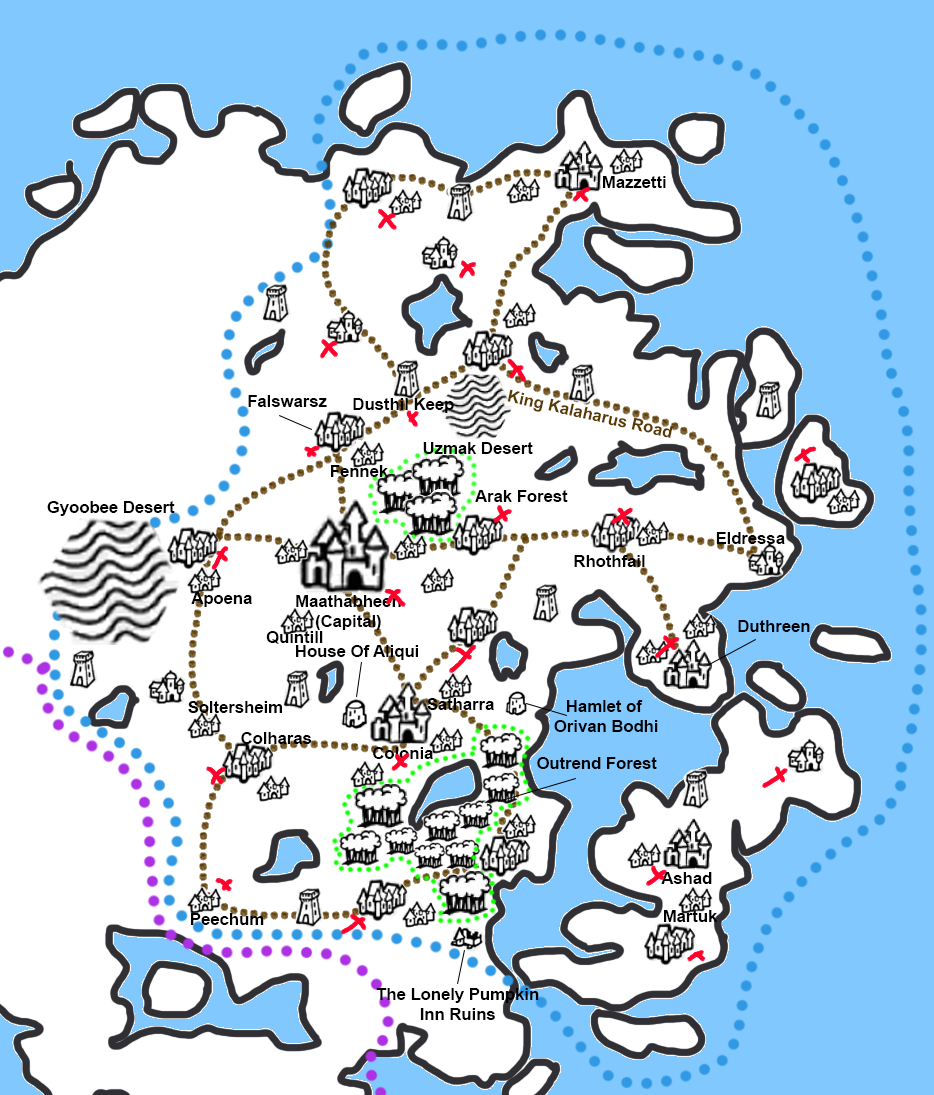 Mazzetti
Falswarsz
Dusthil Keep
King Kalaharus Road
Uzmak Desert
Fennek
Gyoobee Desert
Arak Forest
Eldressa
Rhothfail
Apoena
Maathabheen
(Capital)
Quintill
House Of Aliqui
Duthreen
Soltersheim
Satharra
Hamlet of
Orivan Bodhi
Colharas
Colonia
Outrend Forest
Ashad
Martuk
Peechum
The Lonely Pumpkin
Inn Ruins